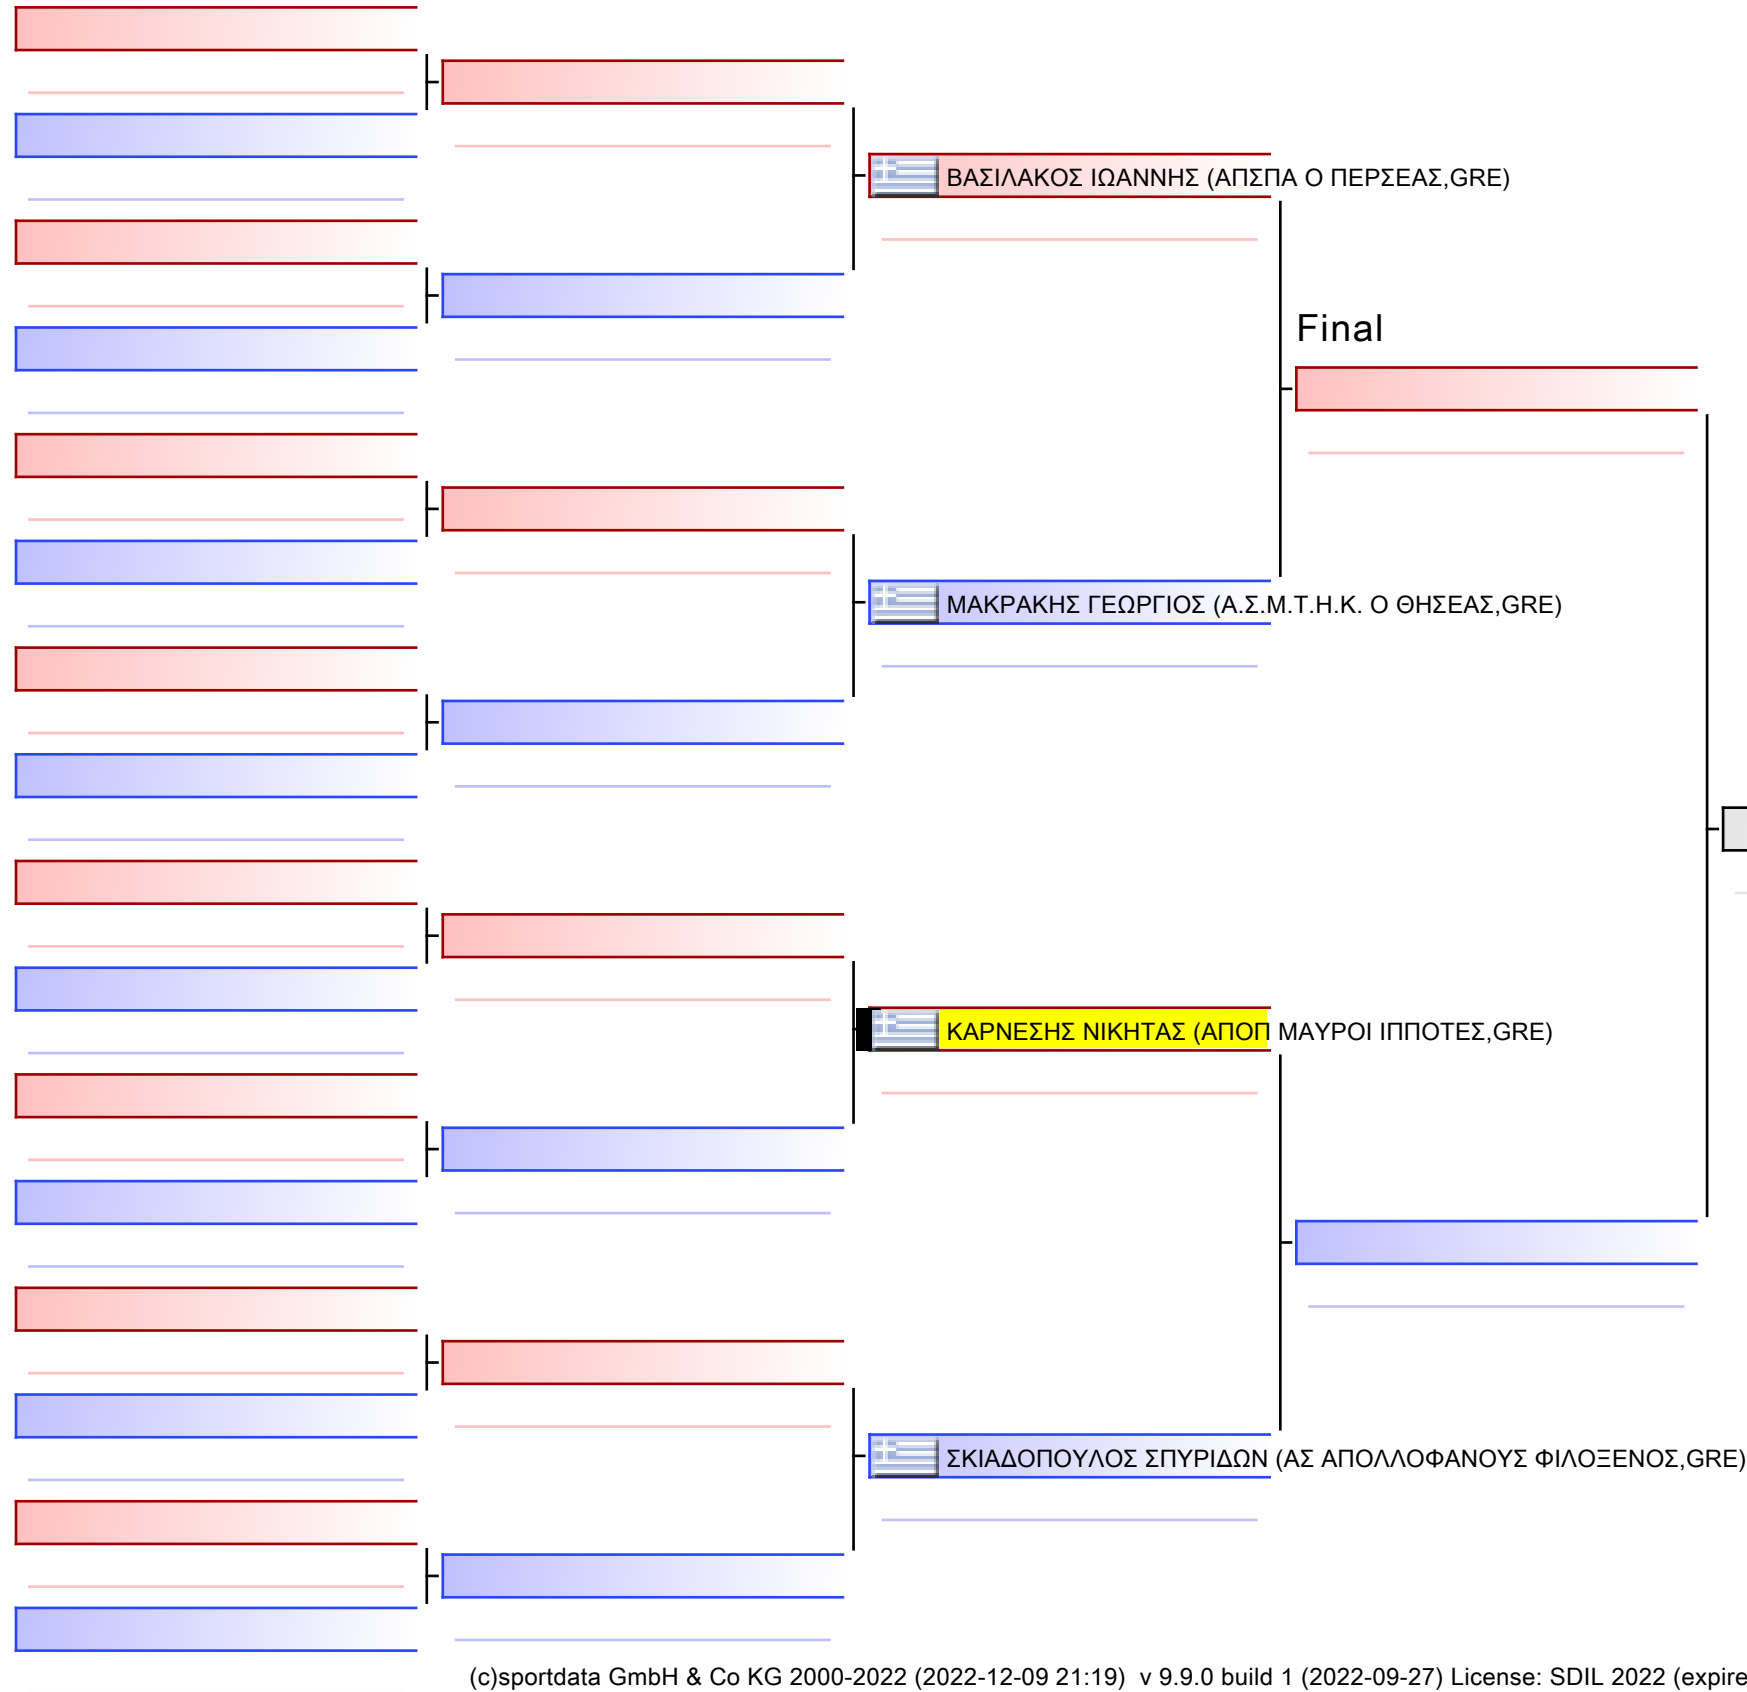 ΒΑΣΙΛΑΚΟΣ ΙΩΑΝΝΗΣ (ΑΠΣΠΑ Ο ΠΕΡΣΕΑΣ,GRE)
Final
ΜΑΚΡΑΚΗΣ ΓΕΩΡΓΙΟΣ (Α.Σ.Μ.Τ.Η.Κ. Ο ΘΗΣΕΑΣ,GRE)
ΚΑΡΝΕΣΗΣ ΝΙΚΗΤΑΣ (ΑΠΟΠ ΜΑΥΡΟΙ ΙΠΠΟΤΕΣ,GRE)
ΣΚΙΑΔΟΠΟΥΛΟΣ ΣΠΥΡΙΔΩΝ (ΑΣ ΑΠΟΛΛΟΦΑΝΟΥΣ ΦΙΛΟΞΕΝΟΣ,GRE)
(c)sportdata GmbH & Co KG 2000-2022 (2022-12-09 21:19) v 9.9.0 build 1 (2022-09-27) License: SDIL 2022 (expire